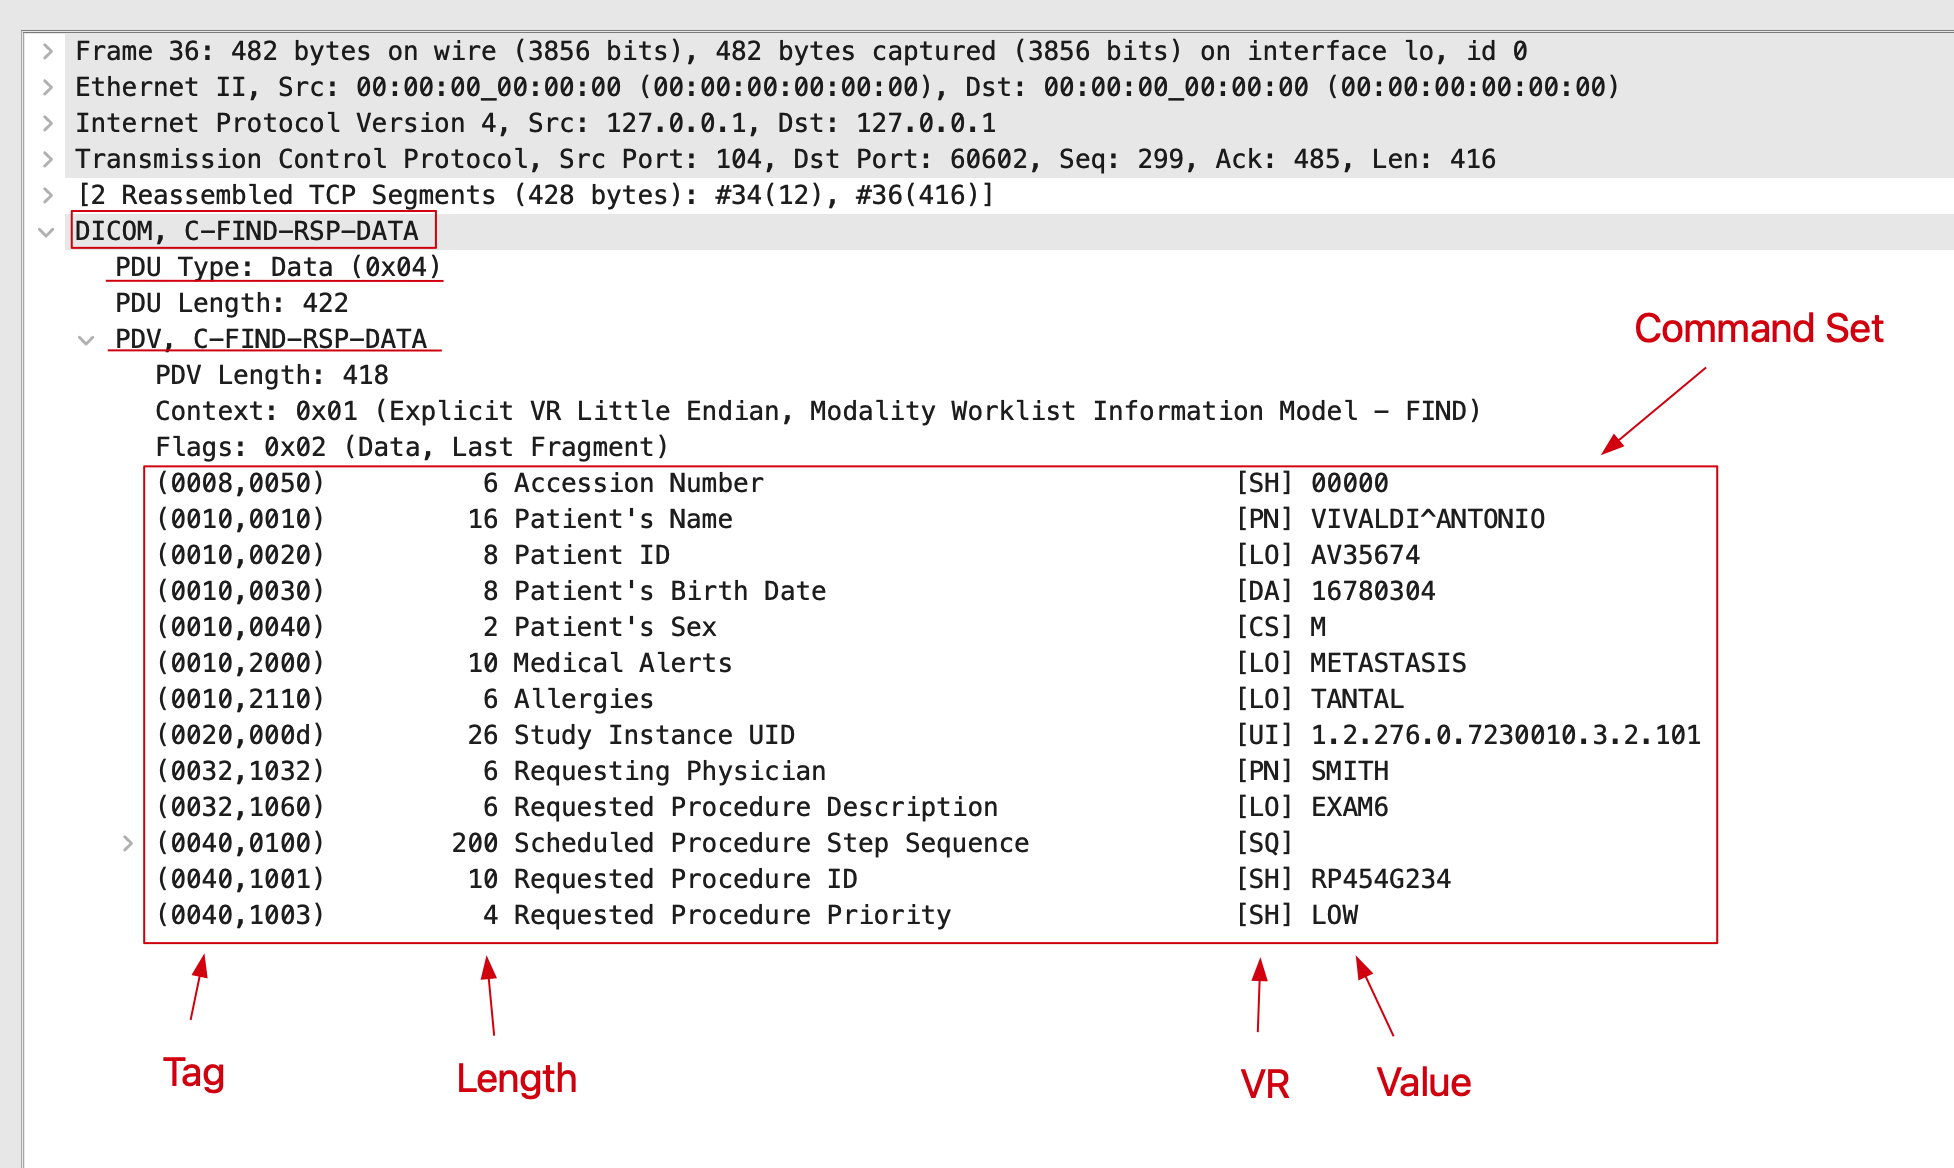 Frame 36: 482 bytes on wire (3856 bits), 482 bytes captured (3856 bits) on interface lo, id 0
Ethernet II, Src: 00:00:00_00:00:00 (00:00:00:00:00:00), Dst: 00:00:00_00:00:00 (00:00:00:00:00:00)
Internet Protocol Version 4, Src: 127.0.0.1, Dst: 127.0.0.1
Transmission Control Protocol, Src Port: 104, Dst Port: 60602, Seq: 299, Ack: 485, Len: 416
[2 Reassembled TCP Segments (428 bytes): #34(12), #36(416)]
DICOM, C-FIND-RSP-DATA
PDU Type: Data (0x04)
PDU Length: 422
PDV, C-FIND-RSP-DATA
Command Set
PDV Length: 418
Context: 0x01 (Explicit VR Little Endian, Modality Worklist Information Model - FIND)
Flags: 0x02 (Data, Last Fragment)
(0008,0050) 6 Accession Number [SH] 00000
(0010,0010) 16 Patient's Name [PN] VIVALDI^ANTONIO
(0010,0020) 8 Patient ID [LO] AV35674
(0010,0030) 8 Patient's Birth Date [DA] 16780304
(0010,0040) 2 Patient's Sex [CS] M
(0010,2000) 10 Medical Alerts [LO] METASTASIS
(0010,2110) 6 Allergies [LO] TANTAL
(0020,000d) 26 Study Instance UID [UI] 1.2.276.0.7230010.3.2.101
(0032,1032) 6 Requesting Physician [PN] SMITH
(0032,1060) 6 Requested Procedure Description [LO] EXAM6
(0040,0100) 200 Scheduled Procedure Step Sequence [SQ]
(0040,1001) 10 Requested Procedure ID [SH] RP454G234
(0040,1003) 4 Requested Procedure Priority [SH] LOW
Tag Length VR Value